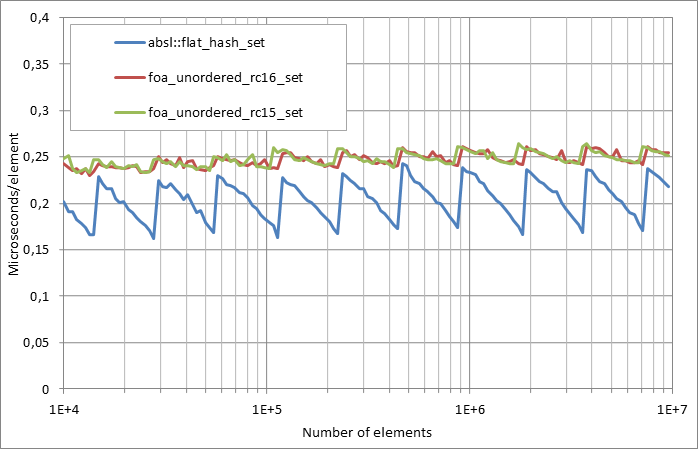 0,4
0,35
0,3
0,25
0,2
0,15
0,1
0,05
0
Microseconds/element
absl::flat_hash_set
foa_unordered_rc16_set
foa_unordered_rc15_set
1E+4
1E+5
1E+6
1E+7
Number of elements